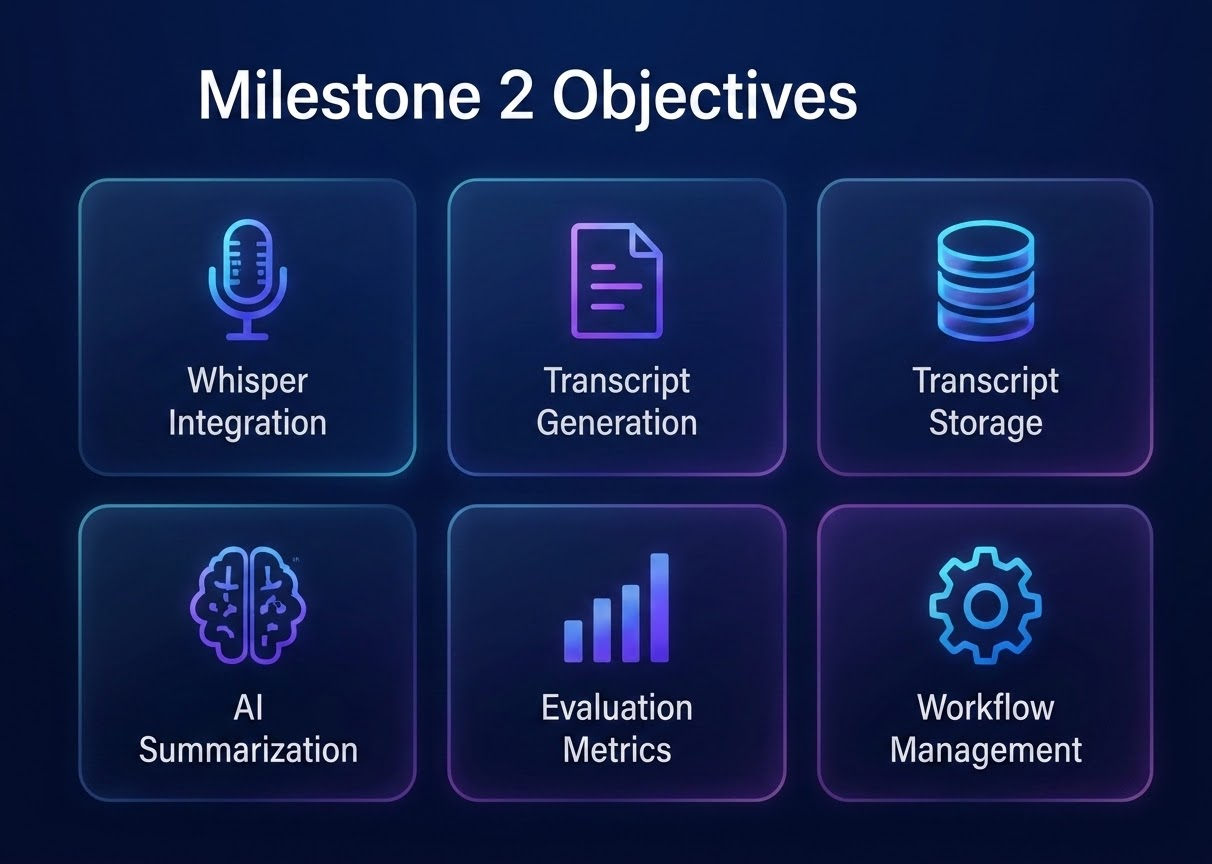 Milestone 2 Objectives
Whisper
Integration
Transcript
Generation
Transcript
Storage
AI
Summarization
Evaluation
Metrics
Workflow
Management